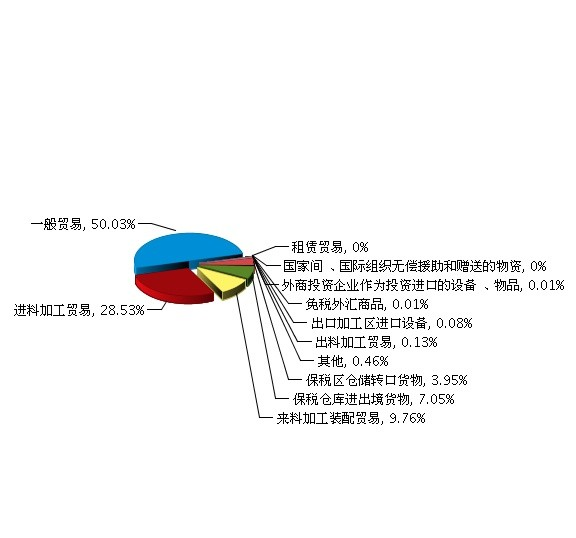 一般贸易, 50.03%
租赁贸易, 0%
国家间 、国际组织无偿援助和赠送的物资, 0%
外商投资企业作为投资进口的设备 、物品, 0.01%
免税外汇商品, 0.01%
进料加工贸易, 28.53%
出口加工区进口设备, 0.08%
出料加工贸易, 0.13%
其他, 0.46%
保税区仓储转口货物, 3.95%
保税仓库进出境货物, 7.05%
来料加工装配贸易, 9.76%